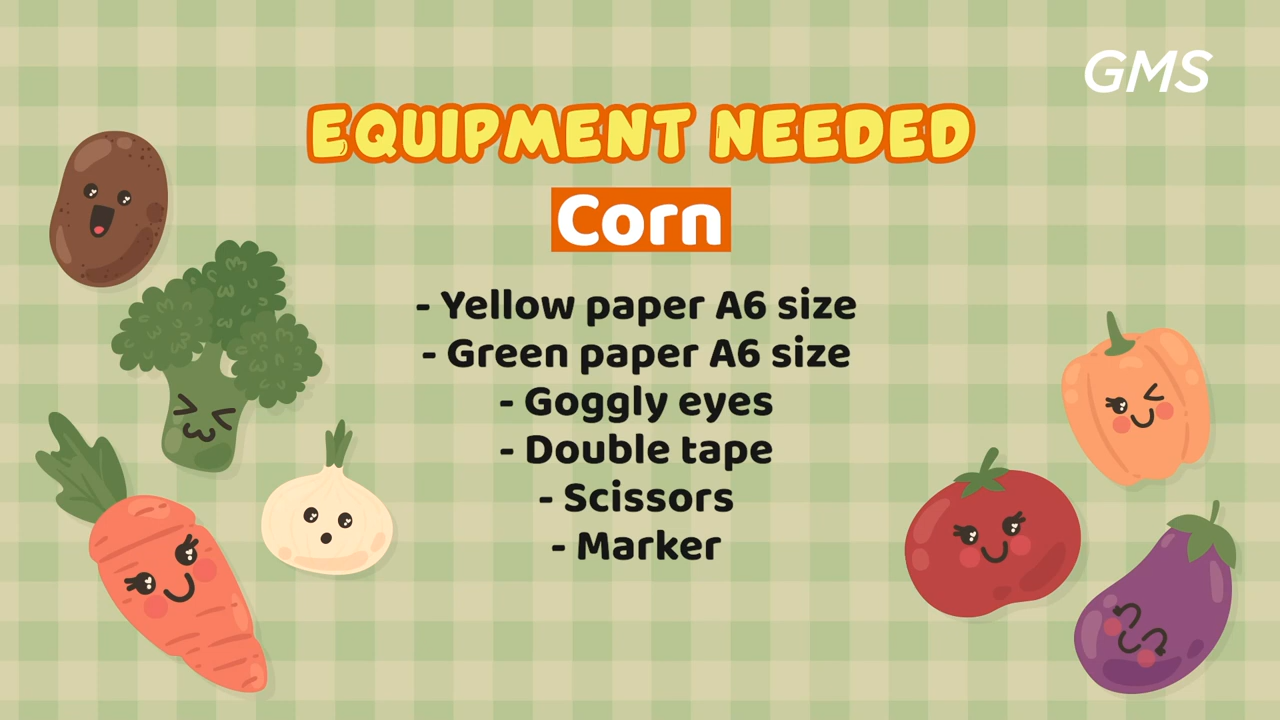 GMS
EQUIPMENT NEEDED
Corn
- Yellow paper A6 size
- Green paper A6 size
- Goggly eyes
- Double tape
- Scissors
- Marker